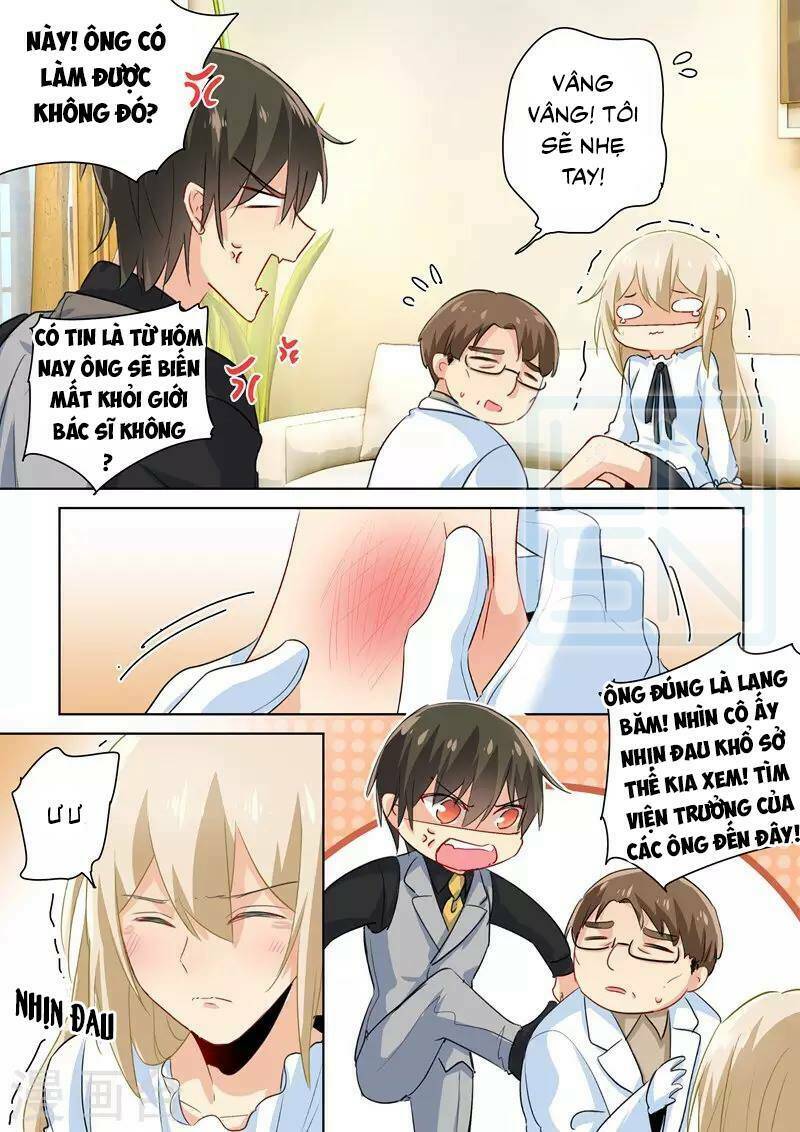 NÀY! ÔNG CÓ
LÀM ĐƯỢC
KHÔNG ĐÓ?
VÂNG
VÂNG! TÔI
SẼ NHẸ
TAY!
CÓ TIN LÀ TỪ HÔM
NAY ÔNG SẼ BIẾN
MẤT KHỎI GIỚI
BÁC SĨ KHÔNG
?
ÔNG ĐÚNG LÀ LANG
BĂM! NHÌN CÔ ẤY
NHỊN ĐAU KHỔ SỞ
THẾ KIA XEM! TÌM
VIỆN TRƯỞNG CỦA
CÁC ÔNG ĐẾN ĐÂY!
Ư Ư
NHỊN ĐAU